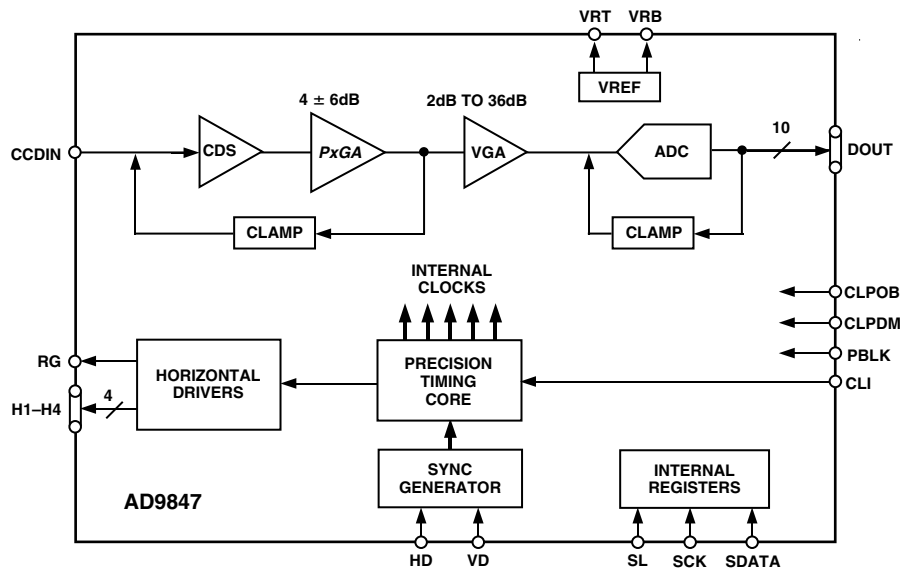 VRT VRB
VREF
4 ± 6dB
2dB TO 36dB
10
CCDIN
CDS
PxGA
VGA
ADC
DOUT
CLAMP
CLAMP
INTERNAL
CLOCKS
CLPOB
CLPDM
PBLK
CLI
RG
H1–H4
4
HORIZONTAL
DRIVERS
PRECISION
TIMING
CORE
SYNC
GENERATOR
INTERNAL
REGISTERS
AD9847
HD VD
SL SCK SDATA